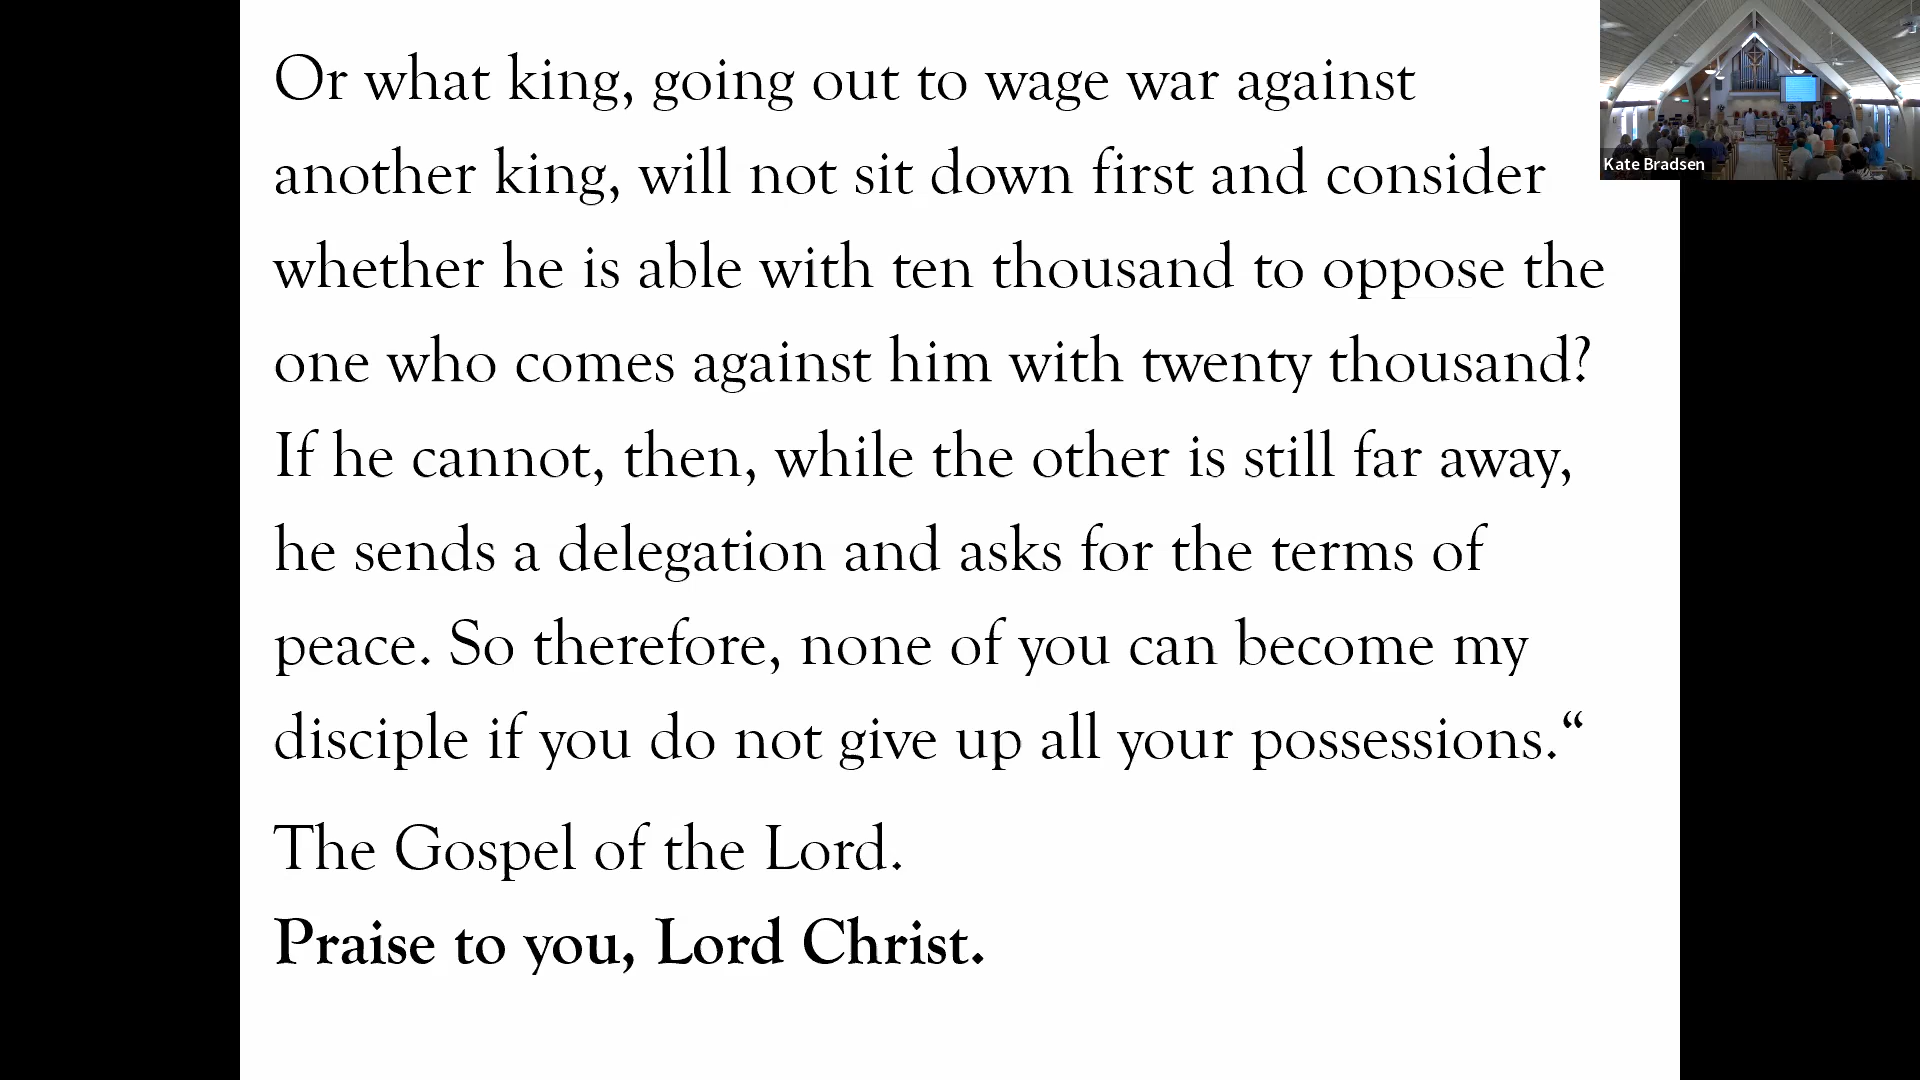 Or what king, going out to wage war against
another king, will not sit down first and consider
whether he is able with ten thousand to oppose the
one who comes against him with twenty thousand?
If he cannot, then, while the other is still far away,
he sends a delegation and asks for the terms of
peace. So therefore, none of you can become my
disciple if you do not give up all your possessions.“
The Gospel of the Lord.
Praise to you, Lord Christ.
Kate Bradsen